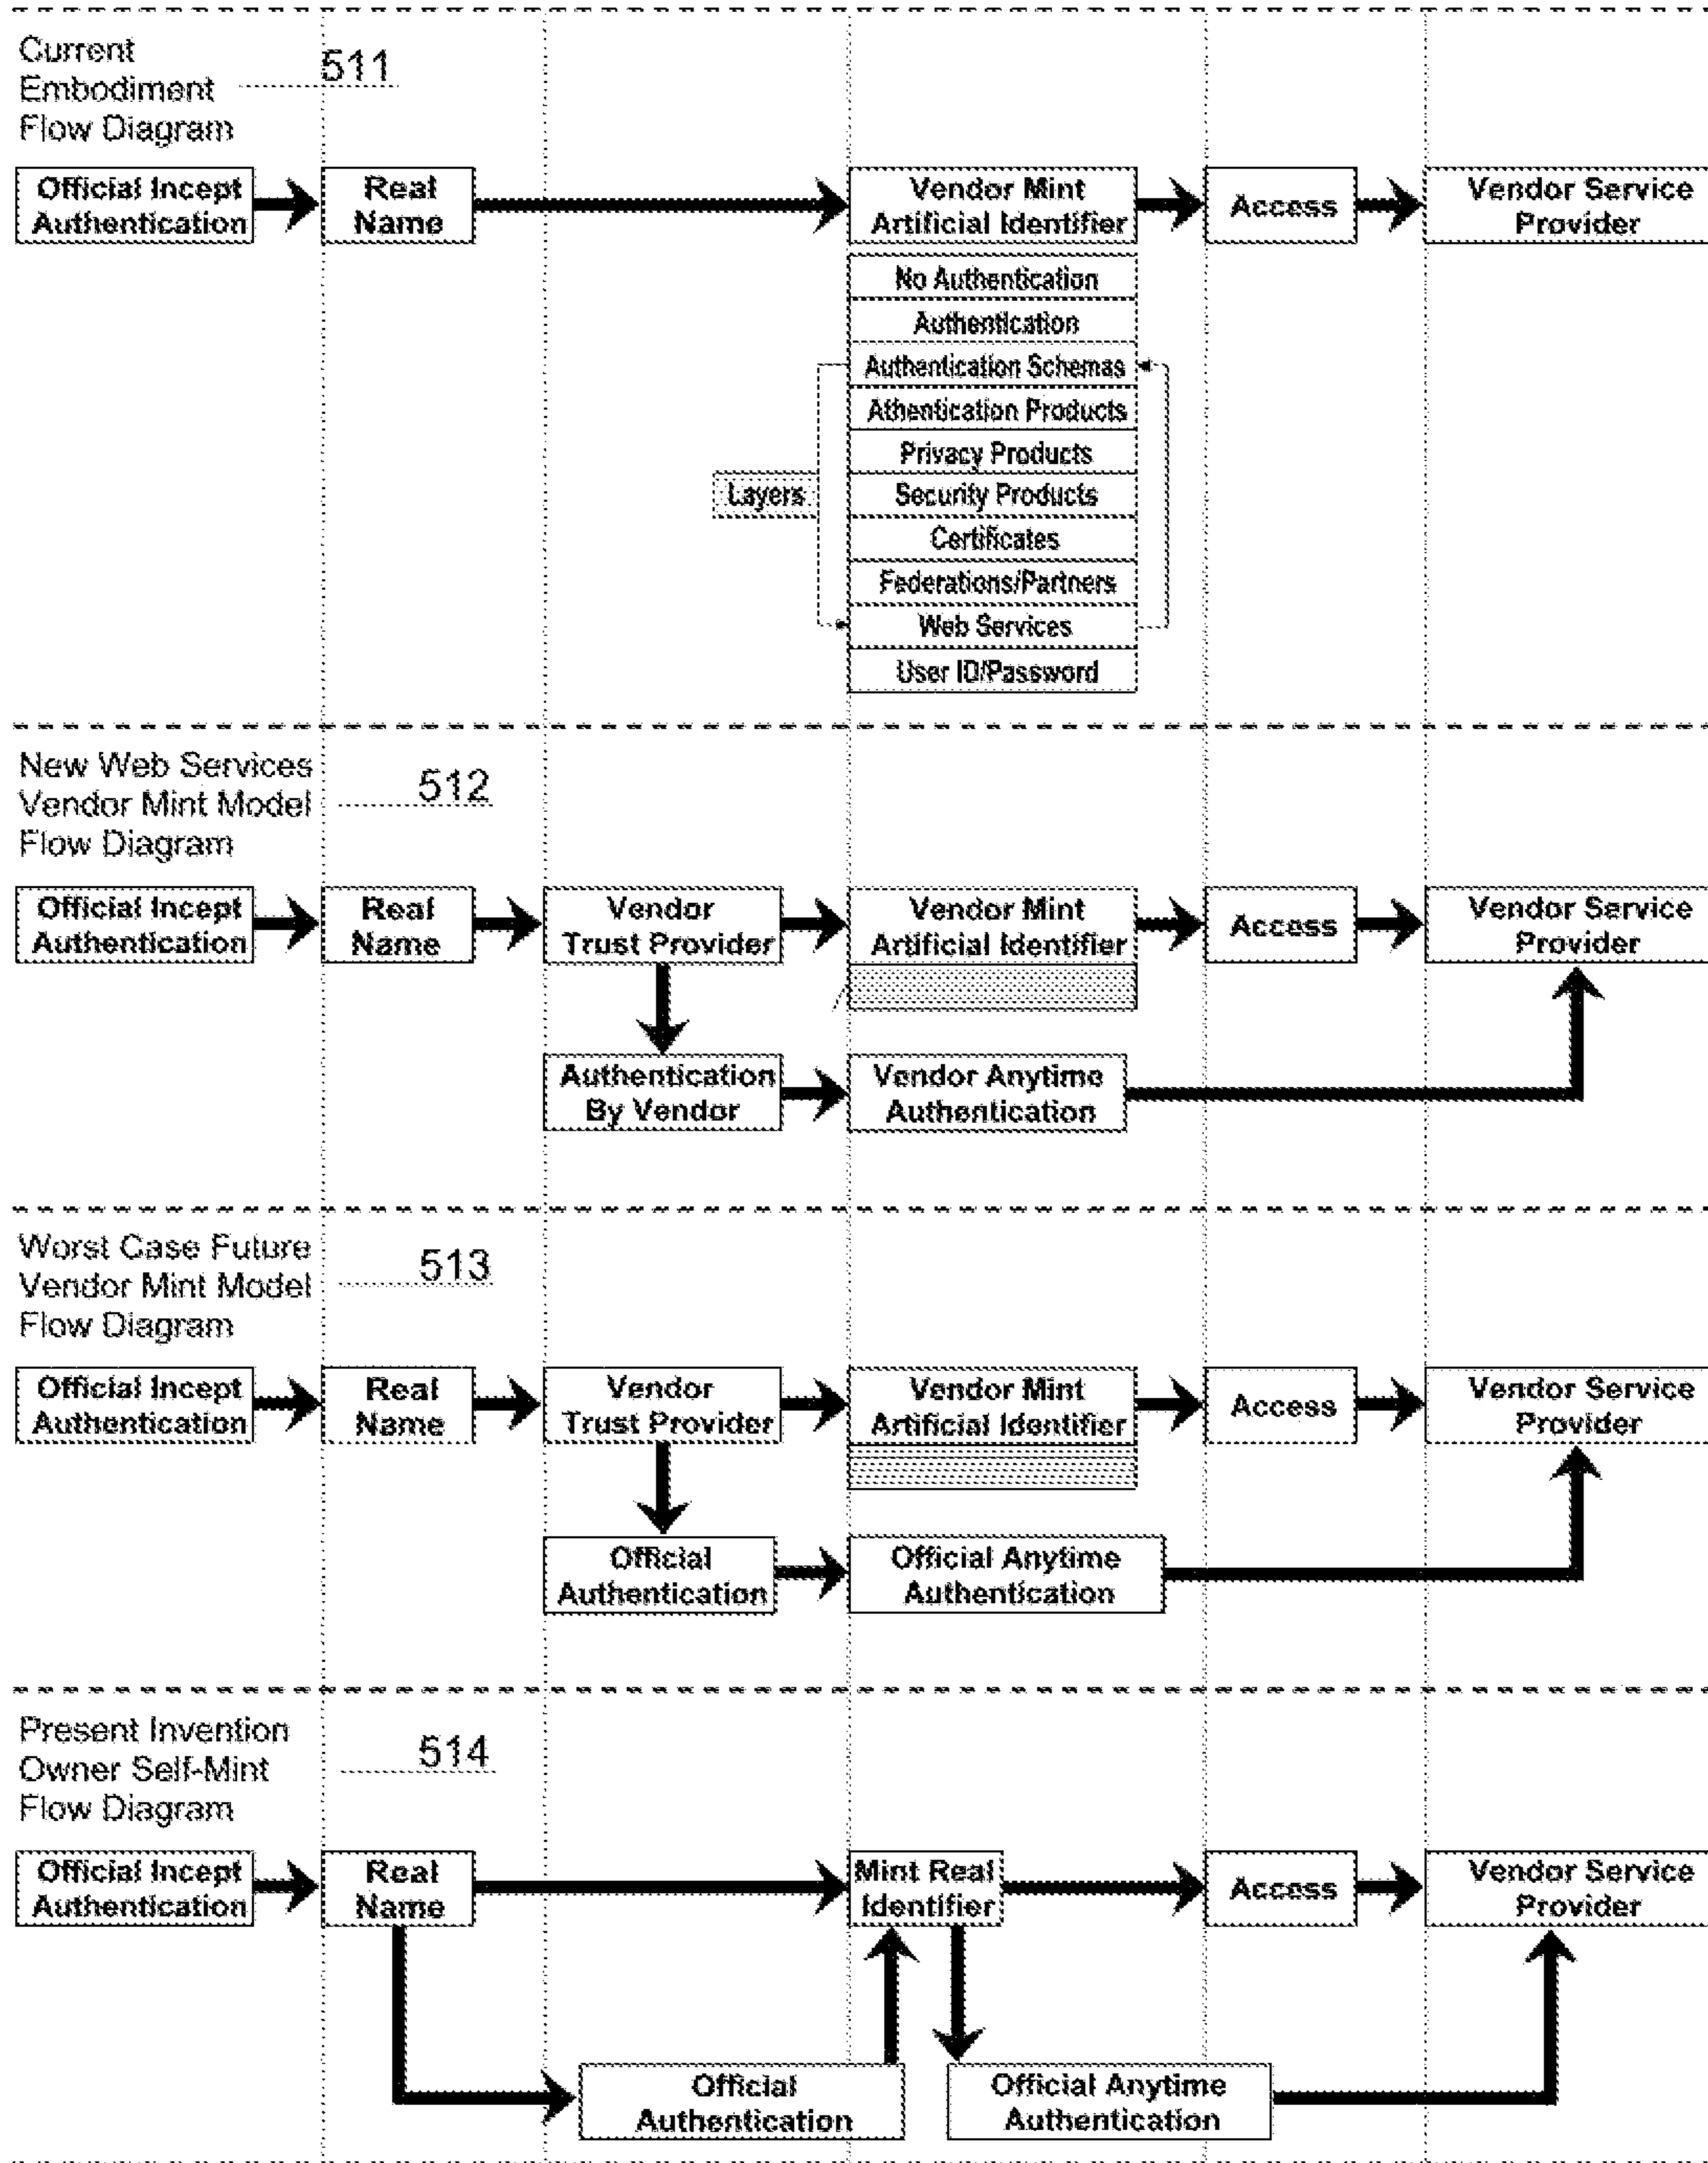 Current
Embodiment
Flow Diagram
511
Official Incept
Authentication
Real
Name
Vendor Mint
Artificial Identifier
Access
Vendor Service
Provider
No Authentication
Authentication
Authentication Schemas
Athentication Products
Privacy Products
Layers
Security Products
Certificates
Federations/Partners
Web Services
User ID/Password
New Web Services
Vendor Mint Model
Flow Diagram
512
Official Incept
Authentication
Real
Name
Vendor
Trust Provider
Vendor Mint
Artificial Identifier
Access
Vendor Service
Provider
Authentication
By Vendor
Vendor Anytime
Authentication
Worst Case Future
Vendor Mint Model
Flow Diagram
513
Official Incept
Authentication
Real
Name
Vendor
Trust Provider
Vendor Mint
Artificial Identifier
Access
Vendor Service
Provider
Official
Authentication
Official Anytime
Authentication
Present Invention
Owner Self-Mint
Flow Diagram
514
Official Incept
Authentication
Real
Name
Mint Real
Identifier
Access
Vendor Service
Provider
Official
Authentication
Official Anytime
Authentication